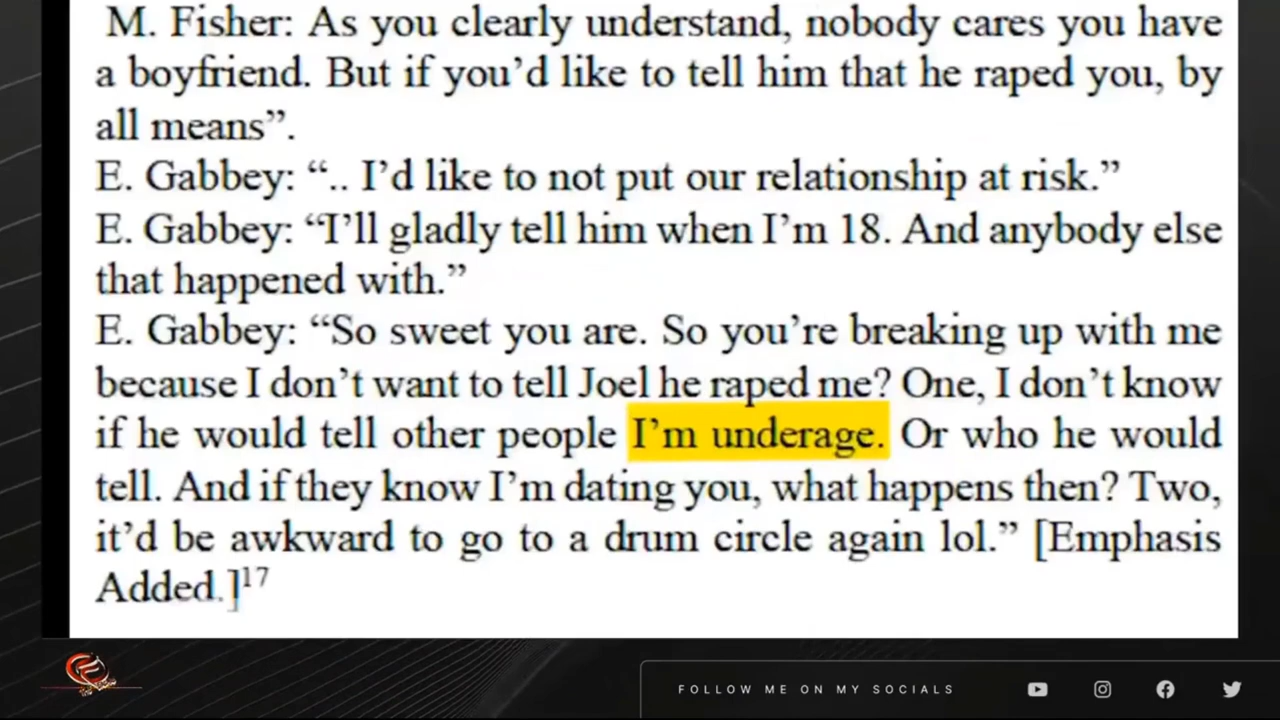 M. Fisher: As you clearly understand, nobody cares you have
a boyfriend. But if you’d like to tell him that he raped you, by
all means”.
E. Gabbey: “.. I’d like to not put our relationship at risk.”
E. Gabbey: “I’ll gladly tell him when I’m 18. And anybody else
that happened with.”
E. Gabbey: “So sweet you are. So you’re breaking up with me
because I don’t want to tell Joel he raped me? One, I don’t know
if he would tell other people I’m underage. Or who he would
tell. And if they know I’m dating you, what happens then? Two,
it’d be awkward to go to a drum circle again lol.” [Emphasis
Added.]17
FOLLOW ME ON MY SOCIALS